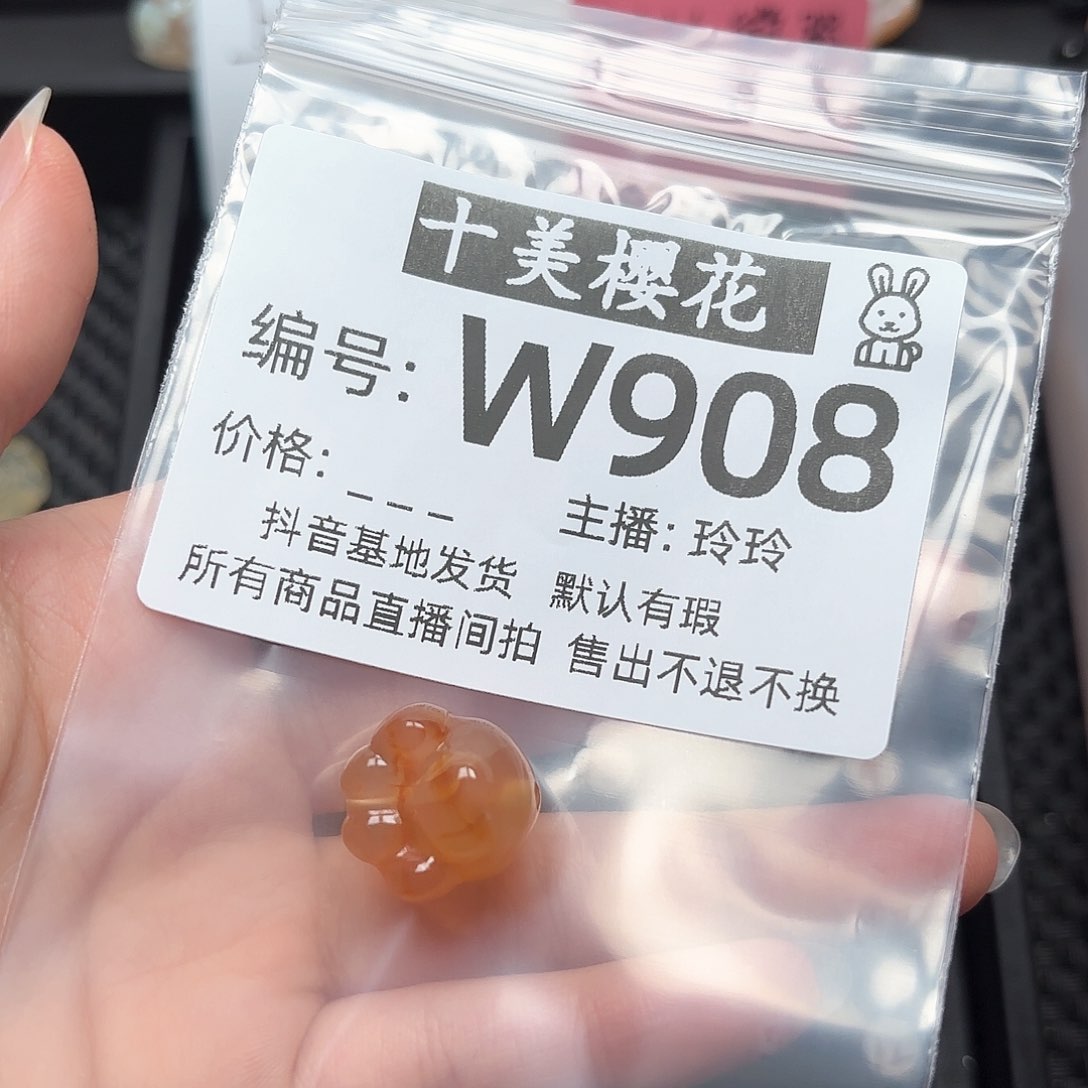 十美樱花
编号: W908
价格: _ _ _
主播: 玲玲
抖音基地发货 默认有瑕
所有商品直播间拍 售出不退不换